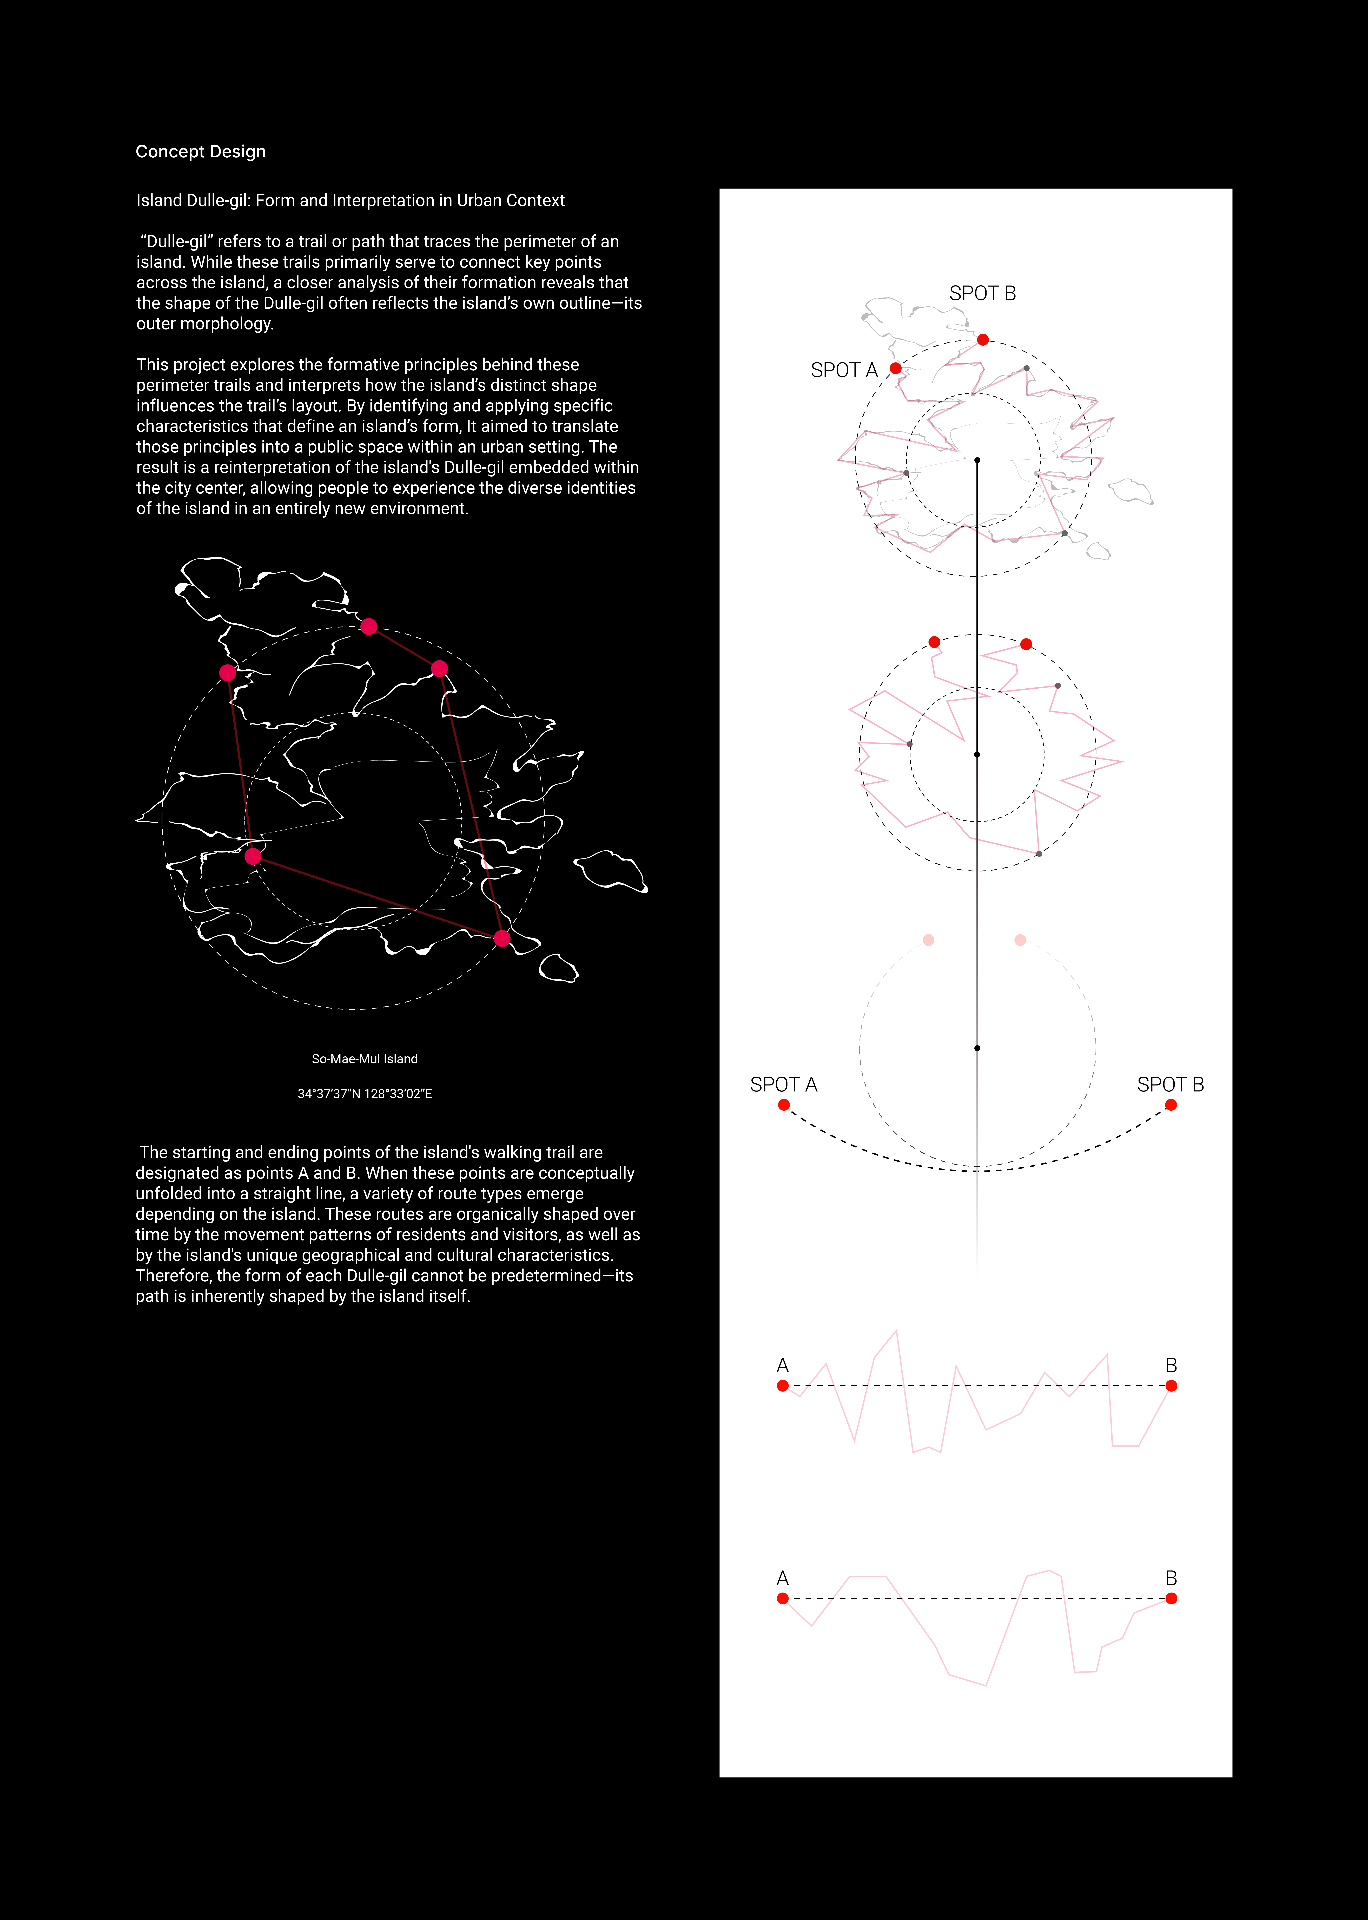 Concept Design
Island Dulle-gil: Form and Interpretation in Urban Context
“Dulle-gil” refers to a trail or path that traces the perimeter of an
island. While these trails primarily serve to connect key points
across the island, a closer analysis of their formation reveals that
the shape of the Dulle-gil often reflects the island’s own outline—its
outer morphology.
This project explores the formative principles behind these
perimeter trails and interprets how the island’s distinct shape
influences the trail’s layout. By identifying and applying specific
characteristics that define an island’s form, It aimed to translate
those principles into a public space within an urban setting. The
result is a reinterpretation of the island's Dulle-gil embedded within
the city center, allowing people to experience the diverse identities
of the island in an entirely new environment.
So-Mae-Mul Island
34°37’37”N 128°33’02”E
The starting and ending points of the island's walking trail are
designated as points A and B. When these points are conceptually
unfolded into a straight line, a variety of route types emerge
depending on the island. These routes are organically shaped over
time by the movement patterns of residents and visitors, as well as
by the island's unique geographical and cultural characteristics.
Therefore, the form of each Dulle-gil cannot be predetermined—its
path is inherently shaped by the island itself.
SPOT B
SPOT A
SPOT A
SPOT B
A
B
A
B